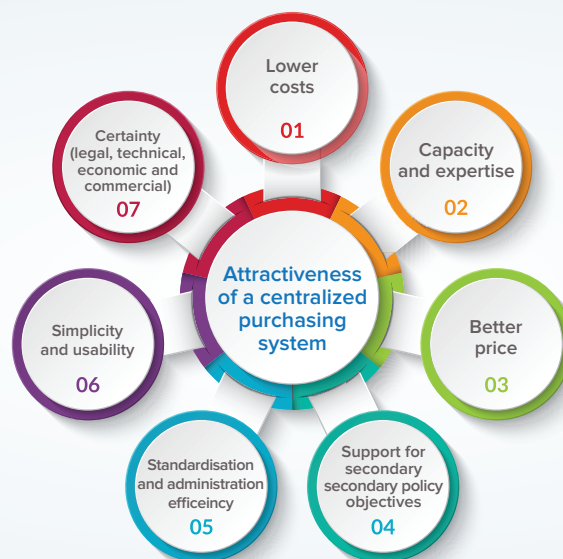 Lower
costs
01
Capacity
and expertise
02
Better
price
03
Support for
secondary
secondary policy
objectives
04
Standardisation
and administration
efficeincy
05
Simplicity
and usability
06
Certainty
(legal, technical,
economic and
commercial)
07
Attractiveness
of a centralized
purchasing
system